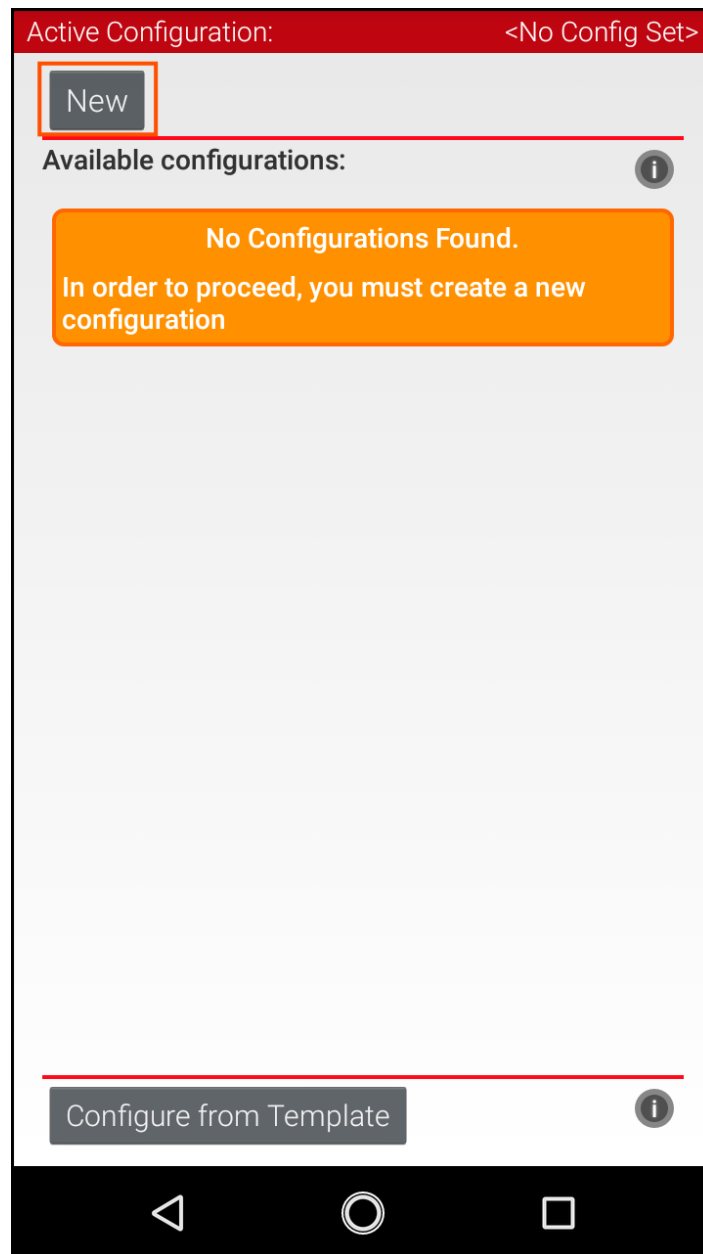 Active Configuration: <No Config Set>
New
Available configurations:
i
No Configurations Found.
In order to proceed, you must create a new
configuration
Configure from Template
i